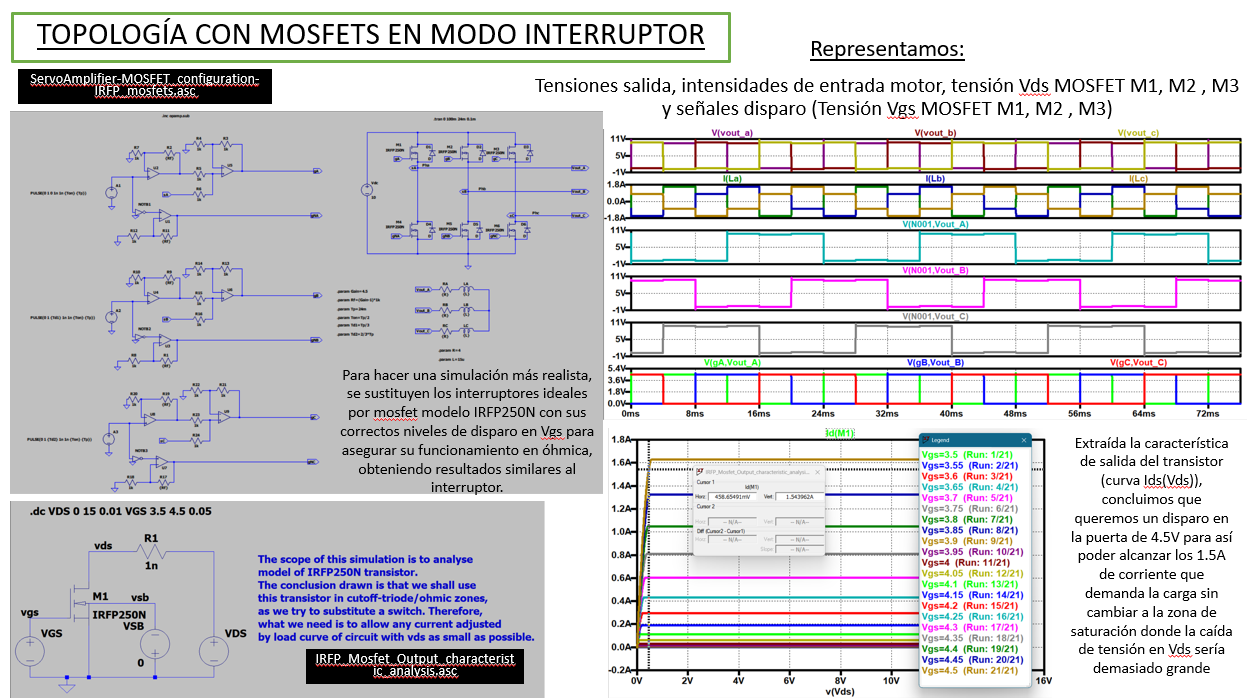 TOPOLOGÍA CON MOSFETS EN MODO INTERRUPTOR
ServoAmplifier-MOSFET_configuration-
IRFP_mosfets.asc
Representamos:
Tensiones salida, intensidades de entrada motor, tensión Vds MOSFET M1, M2 , M3
y señales disparo (Tensión Vgs MOSFET M1, M2 , M3)
V(vout_a) V(vout_b) V(vout_c)
11V
5V
-1V
I(La) I(Lb) I(Lc)
1.8A
0.0A
-1.8A
V(N001,Vout_A)
11V
5V
-1V
V(N001,Vout_B)
11V
5V
-1V
V(N001,Vout_C)
11V
5V
-1V
V(gA,Vout_A) V(gB,Vout_B) V(gC,Vout_C)
5.4V
3.6V
1.8V
0.0V
0ms 8ms 16ms 24ms 32ms 40ms 48ms 56ms 64ms 72ms
Para hacer una simulación más realista,
se sustituyen los interruptores ideales
por mosfet modelo IRFP250N con sus
correctos niveles de disparo en Vgs para
asegurar su funcionamiento en óhmica,
obteniendo resultados similares al
interruptor.
.dc VDS 0 15 0.01 VGS 3.5 4.5 0.05
R1
vds
1n
M1 vsb
vgs
IRFP250N
VGS VSB VDS
0
The scope of this simulation is to analyse
model of IRFP250N transistor.
The conclusion drawn is that we shall use
this transistor in cutoff-triode/ohmic zones,
as we try to substitute a switch. Therefore,
what we need is to allow any current adjusted
by load curve of circuit with vds as small as possible.
IRFP_Mosfet_Output_characterist
ic_analysis.asc
Id(M1)
1.8A
1.6A
1.4A
1.2A
1.0A
0.8A
0.6A
0.4A
0.2A
0.0A
-0.2A
0V 2V 4V 6V 8V 10V 16V
v(Vds)
IRFP_Mosfet_Output_characteristic_analysis...
Cursor 1
Id(M1)
Horz: 458.65491mV Vert: 1.543962A
Cursor 2
Horz: -- N/A-- Vert: -- N/A--
Diff (Cursor2 - Cursor1)
Horz: -- N/A-- Vert: -- N/A--
Slope: -- N/A--
Legend
Vgs=3.5 (Run: 1/21)
Vgs=3.55 (Run: 2/21)
Vgs=3.6 (Run: 3/21)
Vgs=3.65 (Run: 4/21)
Vgs=3.7 (Run: 5/21)
Vgs=3.75 (Run: 6/21)
Vgs=3.8 (Run: 7/21)
Vgs=3.85 (Run: 8/21)
Vgs=3.9 (Run: 9/21)
Vgs=3.95 (Run: 10/21)
Vgs=4 (Run: 11/21)
Vgs=4.05 (Run: 12/21)
Vgs=4.1 (Run: 13/21)
Vgs=4.15 (Run: 14/21)
Vgs=4.2 (Run: 15/21)
Vgs=4.25 (Run: 16/21)
Vgs=4.3 (Run: 17/21)
Vgs=4.35 (Run: 18/21)
Vgs=4.4 (Run: 19/21)
Vgs=4.45 (Run: 20/21)
Vgs=4.5 (Run: 21/21)
Extraída la característica
de salida del transistor
(curva Ids(Vds)),
concluimos que
queremos un disparo en
la puerta de 4.5V para así
poder alcanzar los 1.5A
de corriente que
demanda la carga sin
cambiar a la zona de
saturación donde la caída
de tensión en Vds sería
demasiado grande